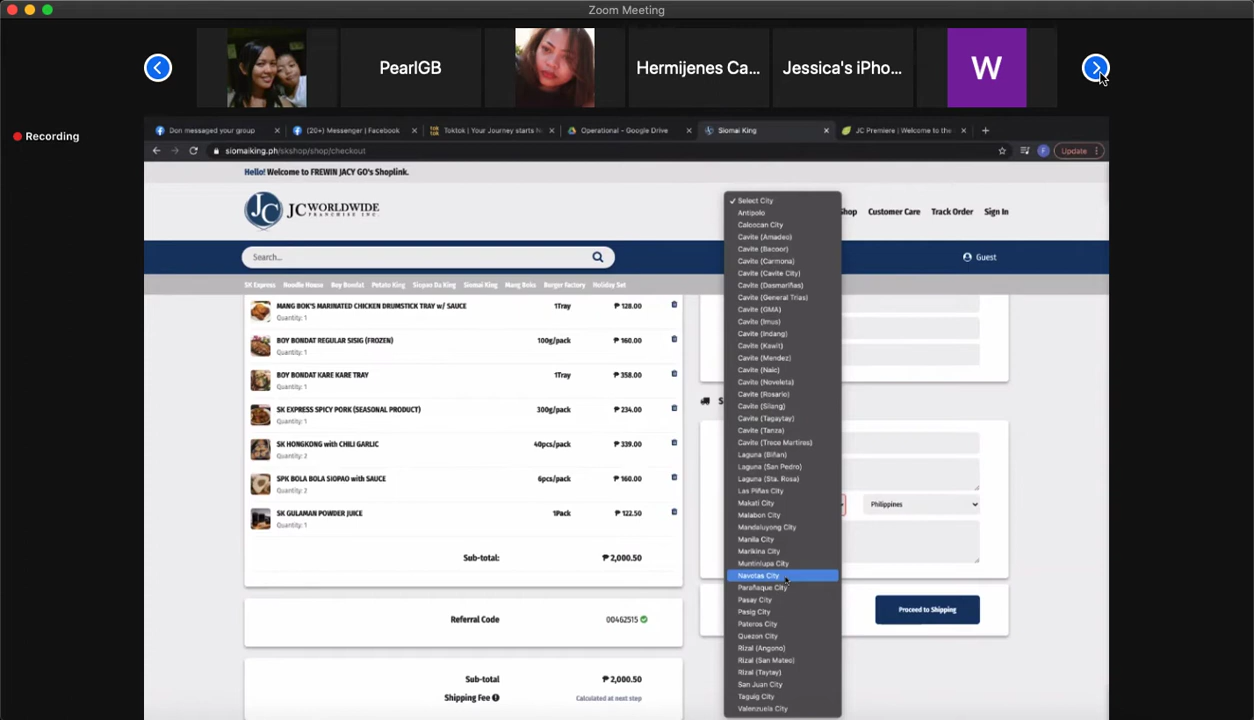 Zoom Meeting
PearlGB
Hermijenes Ca...
Jessica's iPho...
W
Recording
Don messaged your group
(20+) Messenger | Facebook
Toktok | Your Journey starts N
Operational - Google Drive
Siomai King
JC Premiere | Welcome to the
siomaiking.ph/skshop/shop/checkout
Update
Hello! Welcome to FREWIN JACY GO's Shoplink.
JC JC WORLDWIDE
FRANCHISE INC.
Shop Customer Care Track Order Sign In
Search...
Guest
SK Express Noodle House Boy Bondat Potato King Siopao Da King Siomai King Mang Boks Burger Factory Holiday Set
MANG BOK'S MARINATED CHICKEN DRUMSTICK TRAY w/ SAUCE 1Tray ₱ 128.00
Quantity: 1
BOY BONDAT REGULAR SISIG (FROZEN) 100g/pack ₱ 160.00
Quantity: 1
BOY BONDAT KARE KARE TRAY 1Tray ₱ 358.00
Quantity: 1
SK EXPRESS SPICY PORK (SEASONAL PRODUCT) 300g/pack ₱ 234.00
Quantity: 1
SK HONGKONG with CHILI GARLIC 40pcs/pack ₱ 339.00
Quantity: 2
SPK BOLA BOLA SIOPAO with SAUCE 6pcs/pack ₱ 160.00
Quantity: 2
SK GULAMAN POWDER JUICE 1Pack ₱ 122.50
Quantity: 1
Sub-total: ₱ 2,000.50
Referral Code 00462515
Sub-total ₱ 2,000.50
Shipping Fee Calculated at next step
Select City
Antipolo
Caloocan City
Cavite (Amadeo)
Cavite (Bacoor)
Cavite (Carmona)
Cavite (Cavite City)
Cavite (Dasmariñas)
Cavite (General Trias)
Cavite (GMA)
Cavite (Imus)
Cavite (Indang)
Cavite (Kawit)
Cavite (Mendez)
Cavite (Naic)
Cavite (Noveleta)
Cavite (Rosario)
Cavite (Silang)
Cavite (Tagaytay)
Cavite (Tanza)
Cavite (Trece Martires)
Laguna (Biñan)
Laguna (San Pedro)
Laguna (Sta. Rosa)
Las Piñas City
Makati City
Malabon City
Mandaluyong City
Manila City
Marikina City
Muntinlupa City
Navotas City
Parañaque City
Pasay City
Pasig City
Pateros City
Quezon City
Rizal (Angono)
Rizal (San Mateo)
Rizal (Taytay)
San Juan City
Taguig City
Valenzuela City
S
Philippines
Proceed to Shipping